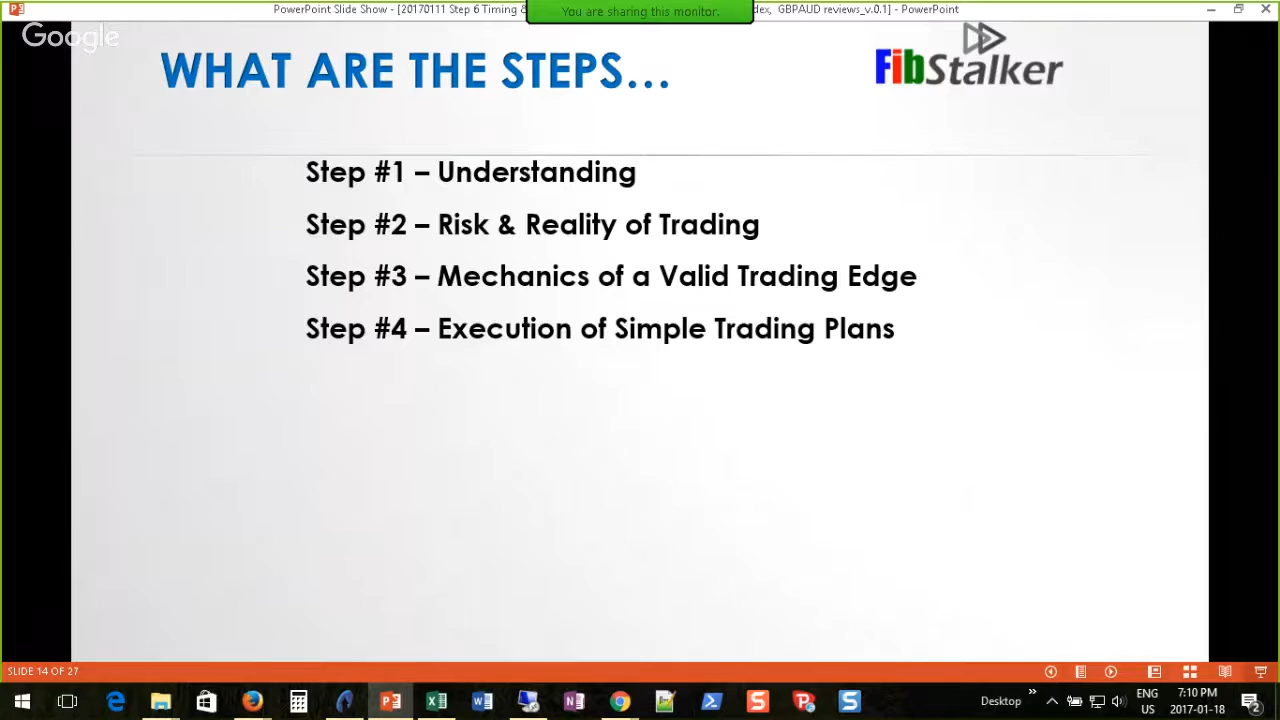 PowerPoint Slide Show - [20170111 Step 6 Timing &
You are sharing this monitor.
dex, GBPAUD reviews_v.0.1] - PowerPoint
Google
WHAT ARE THE STEPS...
FibStalker
Step #1 – Understanding
Step #2 – Risk & Reality of Trading
Step #3 – Mechanics of a Valid Trading Edge
Step #4 – Execution of Simple Trading Plans
SLIDE 14 OF 27
Desktop
ENG
US
7:10 PM
2017-01-18
2